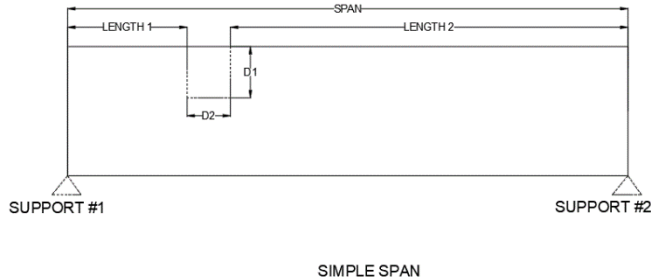 SPAN
LENGTH 1
LENGTH 2
D1
D2
SUPPORT #1
SUPPORT #2
SIMPLE SPAN